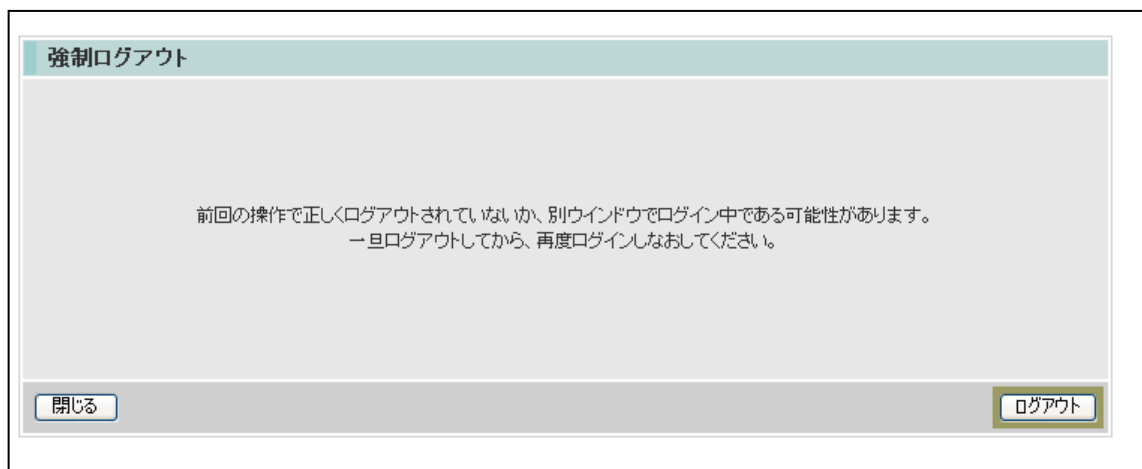 強制ログアウト
前回の操作で正しくログアウトされていないか、別ウインドウでログイン中である可能性があります。
一旦ログアウトしてから、再度ログインしなおしてください。
閉じる
ログアウト